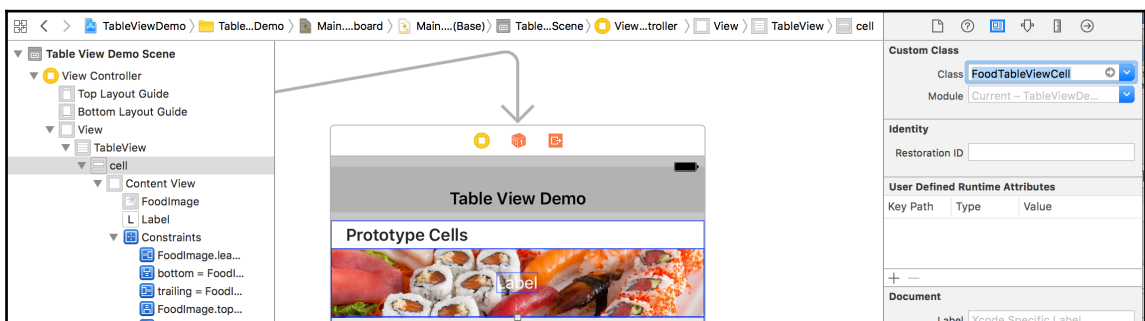 TableViewDemo 〉 Table...Demo 〉 Main....board 〉 Main....(Base) 〉 Table...Scene 〉 View...troller 〉 View 〉 TableView 〉 cell
Table View Demo Scene
View Controller
Top Layout Guide
Bottom Layout Guide
View
TableView
cell
Content View
FoodImage
L Label
Constraints
FoodImage.lea...
bottom = FoodI...
trailing = FoodI...
FoodImage.top...
Table View Demo
Prototype Cells
Label
Custom Class
Class FoodTableViewCell
Module Current – TableViewDe...
Identity
Restoration ID
User Defined Runtime Attributes
Key Path Type Value
Document
Label Xcode Specific Label